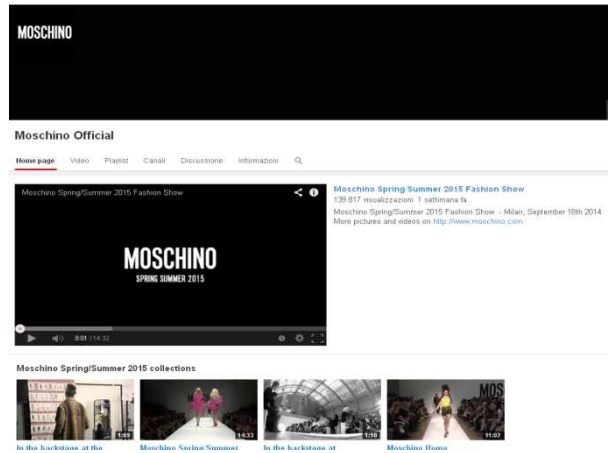 MOSCHINO
Moschino Official
Home page Video Playlist Canali Discussione Informazioni
Moschino Spring/Summer 2015 Fashion Show
MOSCHINO
SPRING SUMMER 2015
0:01 / 14:32
Moschino Spring/Summer 2015 Fashion Show
139.817 visualizzazioni 1 settimana fa
Moschino Spring/Summer 2015 Fashion Show - Milan, September 18th 2014.
More pictures and videos on http://www.moschino.com
Moschino Spring/Summer 2015 collections
1:09
14:33
1:10
MOS
11:02
In the backstage at the
Moschino Spring/Summer
In the backstage at
Moschino Uomo